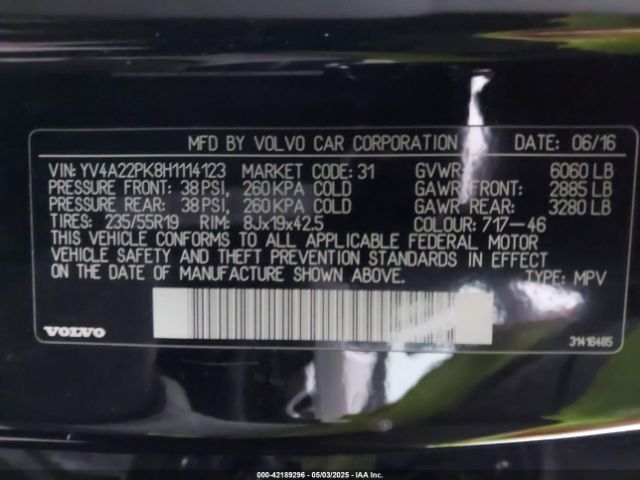 MFD BY VOLVO CAR CORPORATION DATE: 06/16
VIN: YV4A22PK8H1114123 MARKET CODE: 31 GVWR 6060 LB
PRESSURE FRONT: 38 PSI, 260 KPA COLD GAWR FRONT: 2885 LB
PRESSURE REAR: 38 PSI, 260 KPA COLD GAWR REAR: 3280 LB
TIRES: 235/55R19 RIM: 8Jx19x42.5 COLOUR: 717-46
THIS VEHICLE CONFORMS TO ALL APPLICABLE FEDERAL MOTOR
VEHICLE SAFETY AND THEFT PREVENTION STANDARDS IN EFFECT
ON THE DATE OF MANUFACTURE SHOWN ABOVE. TYPE: MPV
VOLVO 31416485
000-42189296 - 05/03/2025 - IAA Inc.